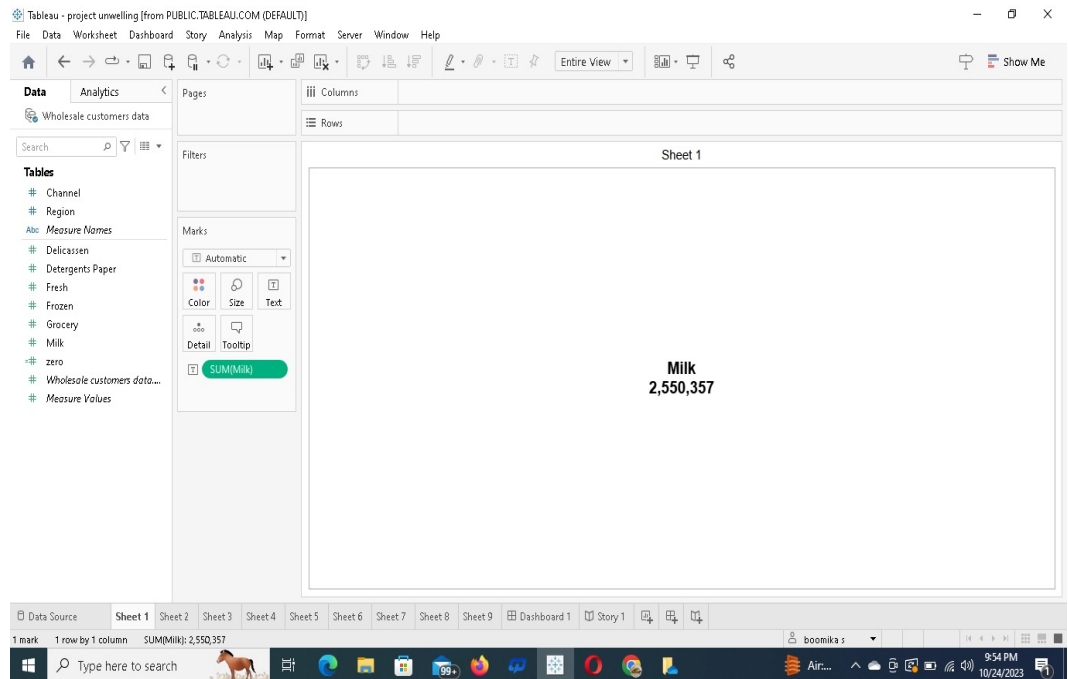 Tableau - project unwelling [from PUBLIC.TABLEAU.COM (DEFAULT)]
File Data Worksheet Dashboard Story Analysis Map Format Server Window Help
Entire View
Show Me
Data Analytics
Wholesale customers data
Search
Tables
# Channel
# Region
Abc Measure Names
# Delicassen
# Detergents Paper
# Fresh
# Frozen
# Grocery
# Milk
=# zero
# Wholesale customers data....
# Measure Values
Pages
Filters
Marks
Automatic
Color Size Text
Detail Tooltip
SUM(Milk)
iii Columns
Rows
Sheet 1
Milk
2,550,357
Data Source Sheet 1 Sheet 2 Sheet 3 Sheet 4 Sheet 5 Sheet 6 Sheet 7 Sheet 8 Sheet 9 Dashboard 1 Story 1
1 mark 1 row by 1 column SUM(Milk): 2,550,357
boomika s
Type here to search
99+
Air....
9:54 PM
10/24/2023
1